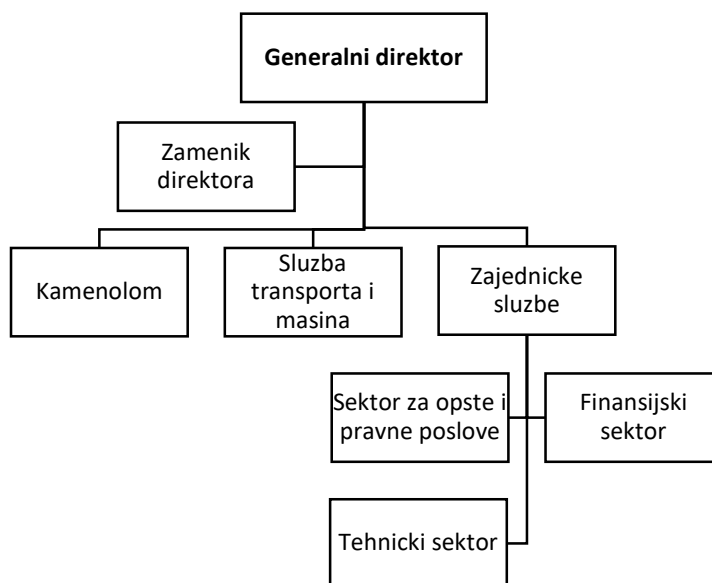 Generalni direktor
Zamenik
direktora
Kamenolom
Sluzba
transporta i
masina
Zajednicke
sluzbe
Sektor za opste i
pravne poslove
Finansijski
sektor
Tehnicki sektor